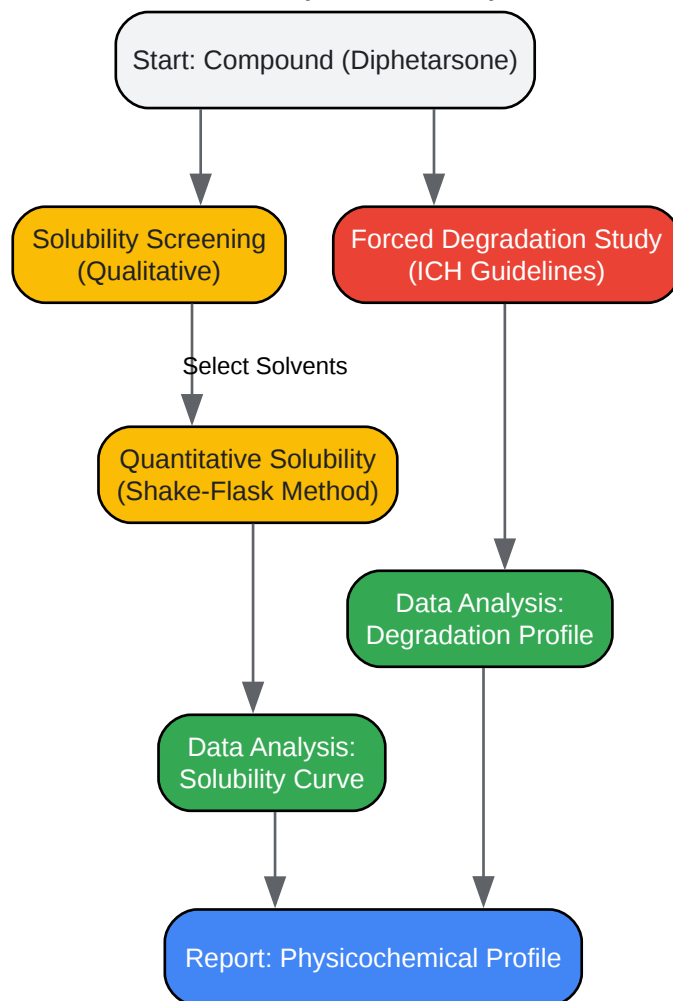 Start: Compound (Diphetarsone)
Solubility Screening
(Qualitative)
Forced Degradation Study
(ICH Guidelines)
Select Solvents
Quantitative Solubility
(Shake-Flask Method)
Data Analysis:
Degradation Profile
Data Analysis:
Solubility Curve
Report: Physicochemical Profile